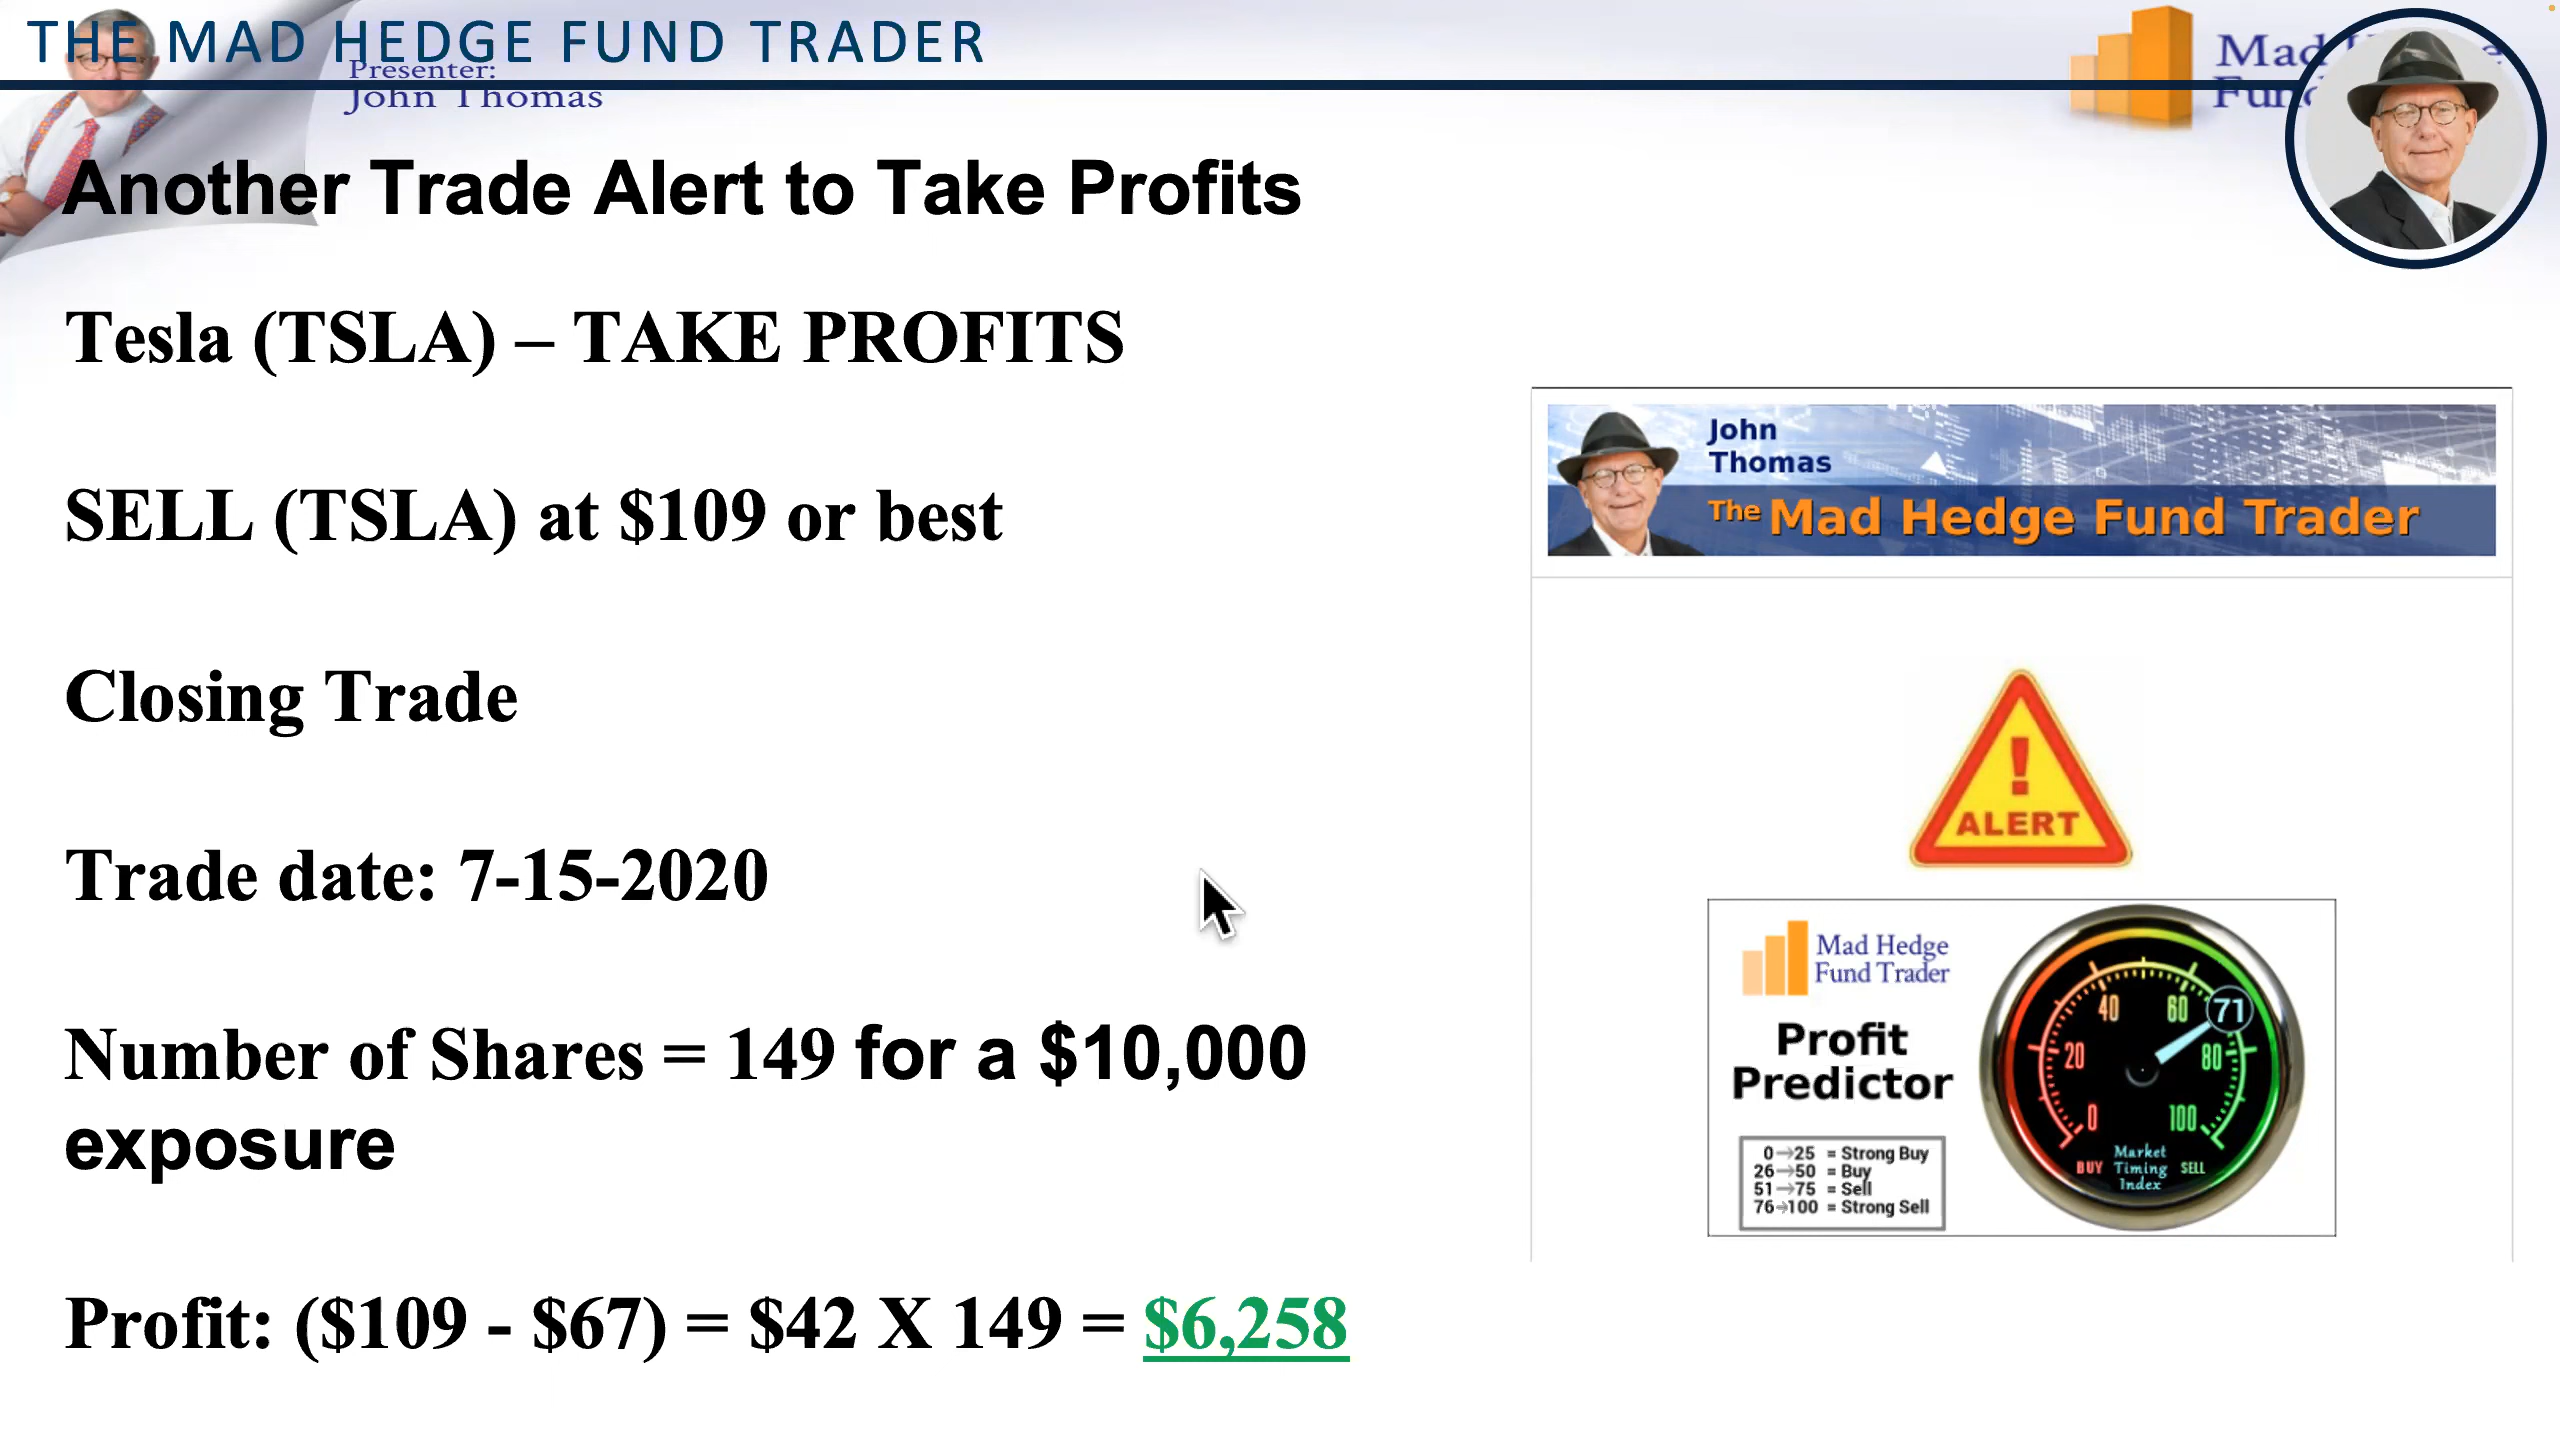 THE MAD HEDGE FUND TRADER
Presenter:
John Thomas
Mad
Another Trade Alert to Take Profits
Tesla (TSLA) – TAKE PROFITS
SELL (TSLA) at $109 or best
Closing Trade
Trade date: 7-15-2020
Number of Shares = 149 for a $10,000
exposure
Profit: ($109 - $67) = $42 X 149 = $6,258
John
Thomas
The Mad Hedge Fund Trader
!
ALERT
Mad Hedge
Fund Trader
Profit
Predictor
0→25 = Strong Buy
26→50 = Buy
51→75 = Sell
76→100 = Strong Sell
40 60 71
20 80
0 100
Market
BUY Timing SELL
Index